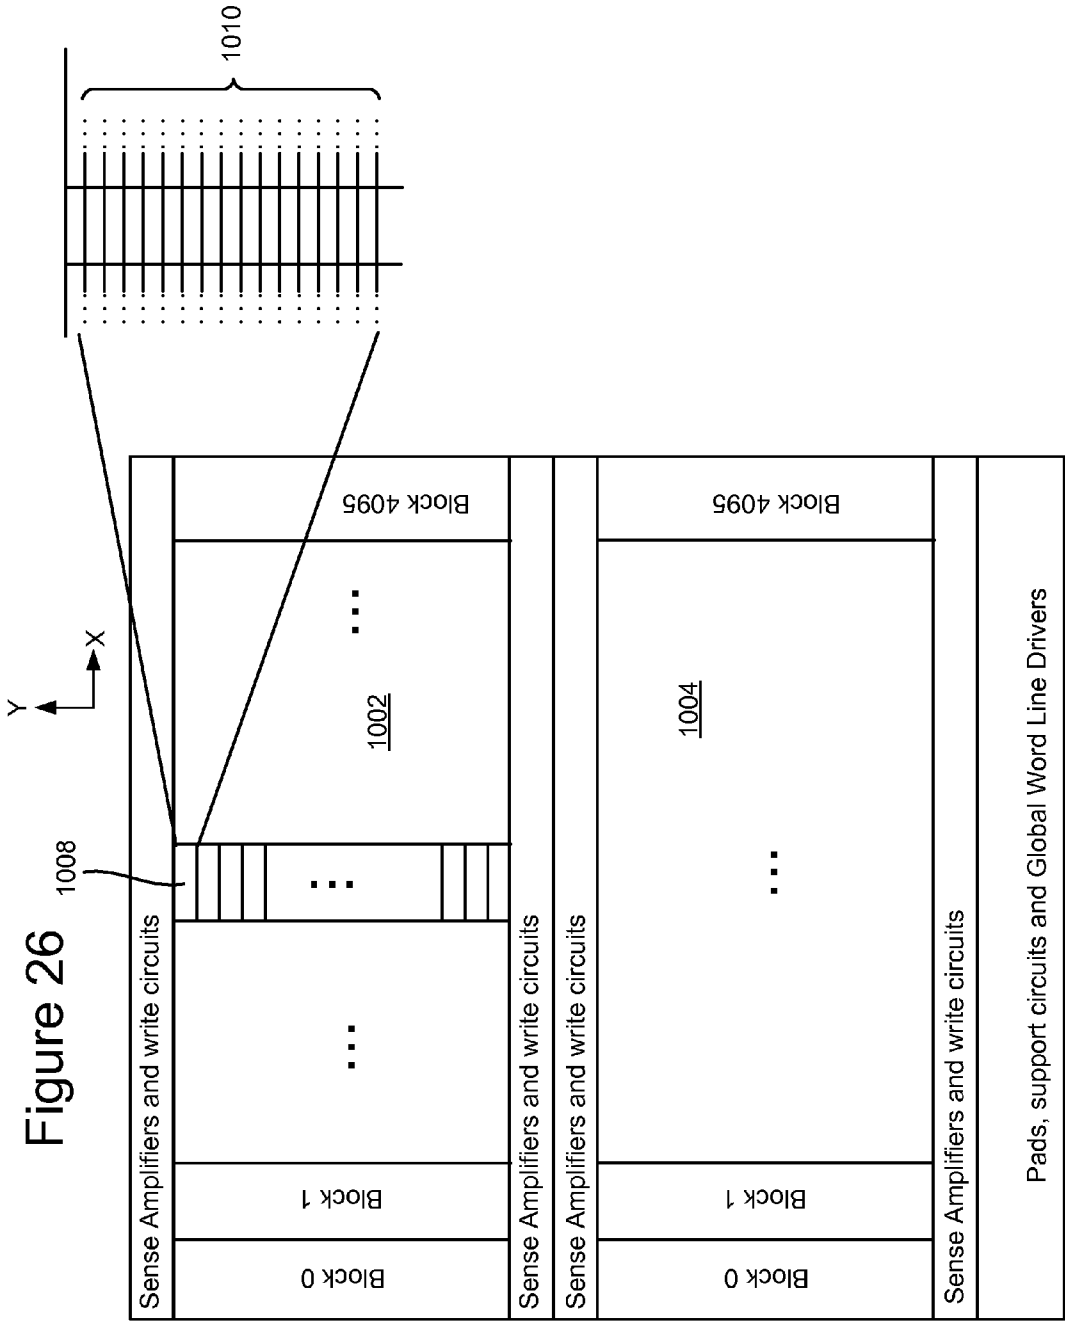 Figure 26
Y
X
1008
1010
Sense Amplifiers and write circuits
Block 0
Block 1
1002
Block 4095
Sense Amplifiers and write circuits
Sense Amplifiers and write circuits
Block 0
Block 1
1004
Block 4095
Sense Amplifiers and write circuits
Pads, support circuits and Global Word Line Drivers